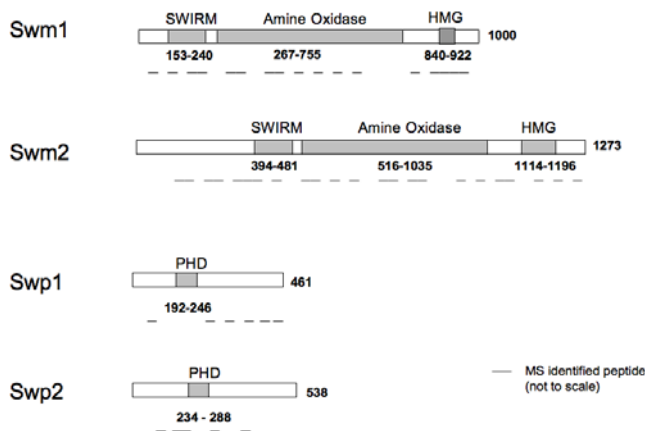 Swm1
SWIRM Amine Oxidase HMG
1000
153-240 267-755 840-922
Swm2
SWIRM Amine Oxidase HMG
1273
394-481 516-1035 1114-1196
Swp1
PHD
461
192-246
Swp2
PHD
538
234 - 288
MS identified peptide
(not to scale)